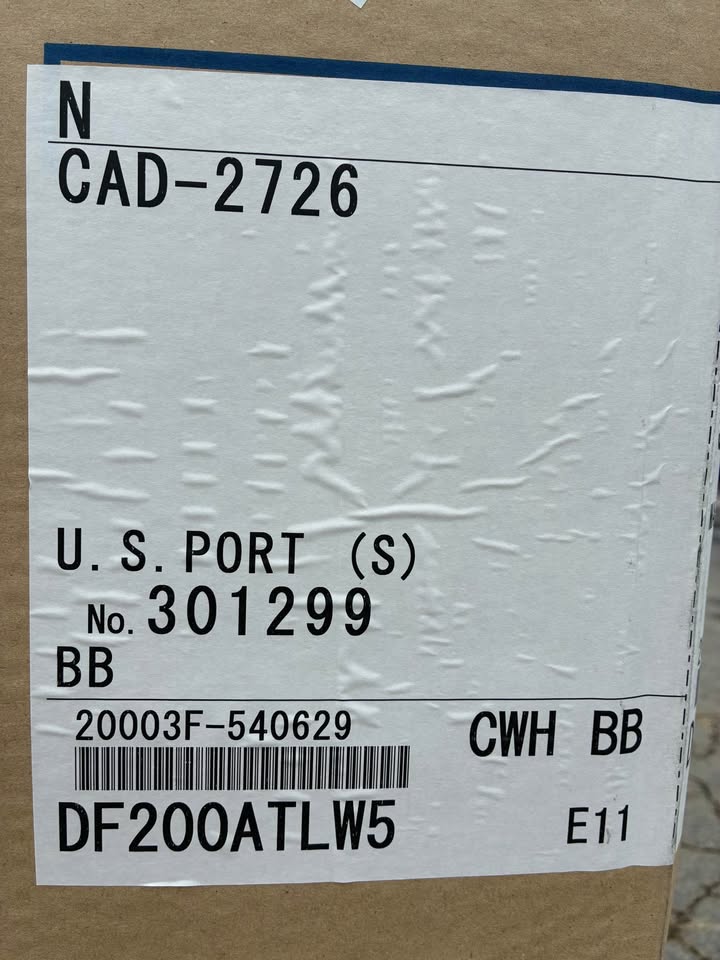 N
CAD-2726
U.S.PORT (S)
No.301299
BB
20003F-540629
CWH BB
DF200ATLW5
E11